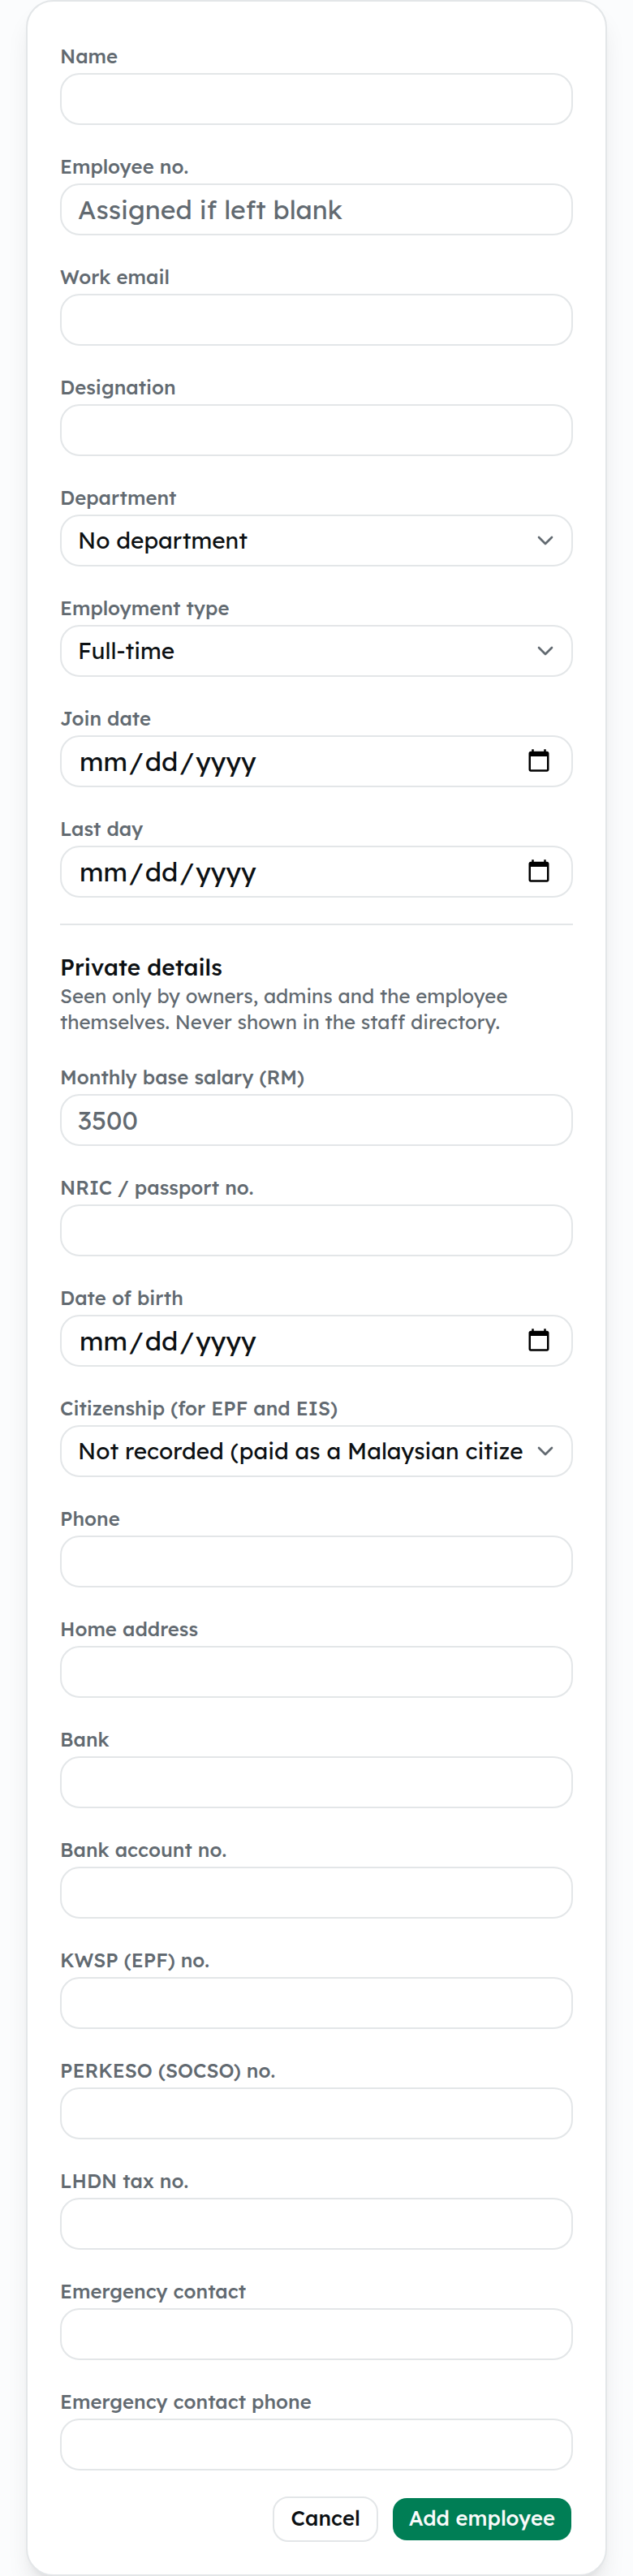 Name
Employee no.
Assigned if left blank
Work email
Designation
Department
No department
Employment type
Full-time
Join date
mm/dd/yyyy
Last day
mm/dd/yyyy
Private details
Seen only by owners, admins and the employee
themselves. Never shown in the staff directory.
Monthly base salary (RM)
3500
NRIC / passport no.
Date of birth
mm/dd/yyyy
Citizenship (for EPF and EIS)
Not recorded (paid as a Malaysian citize
Phone
Home address
Bank
Bank account no.
KWSP (EPF) no.
PERKESO (SOCSO) no.
LHDN tax no.
Emergency contact
Emergency contact phone
Cancel
Add employee